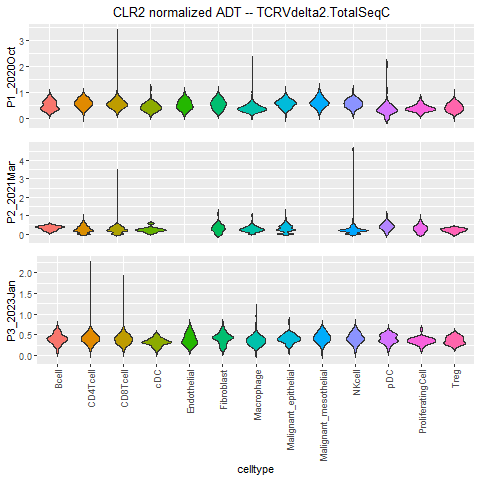 CLR2 normalized ADT -- TCRVdelta2.TotalSeqC
P1_2020Oct
3
2
1
0
P2_2021Mar
4
3
2
1
0
P3_2023Jan
2.0
1.5
1.0
0.5
0.0
Bcell
CD4Tcell
CD8Tcell
cDC
Endothelial
Fibroblast
Macrophage
Malignant_epithelial
Malignant_mesothelial
NKcell
pDC
ProliferatingCell
Treg
celltype